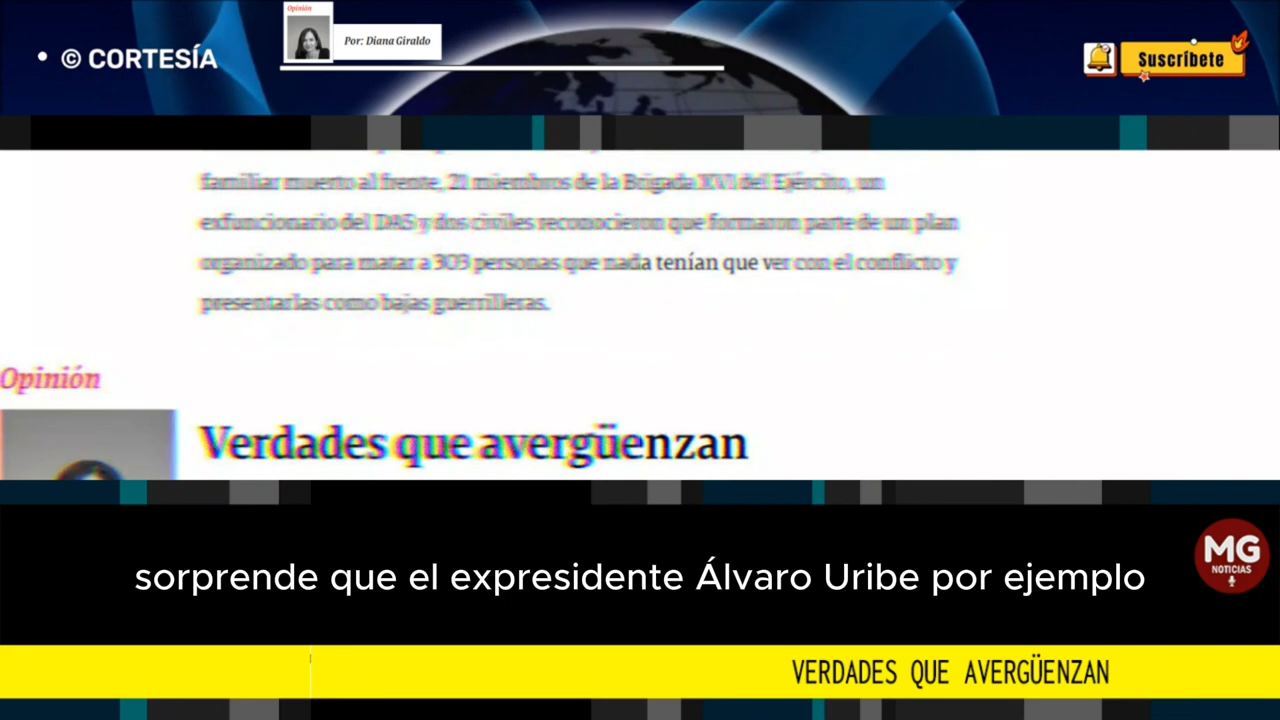 Opinión
Por: Diana Giraldo
• © CORTESÍA
Suscríbete
familiar muerto al frente, 21 miembros de la Brigada XVI del Ejército, un
exfuncionario del DAS y dos civiles reconocieron que formaron parte de un plan
organizado para matar a 303 personas que nada tenían que ver con el conflicto y
presentarlas como bajas guerrilleras.
Opinión
Verdades que avergüenzan
MG
NOTICIAS
sorprende que el expresidente Álvaro Uribe por ejemplo
VERDADES QUE AVERGÜENZAN